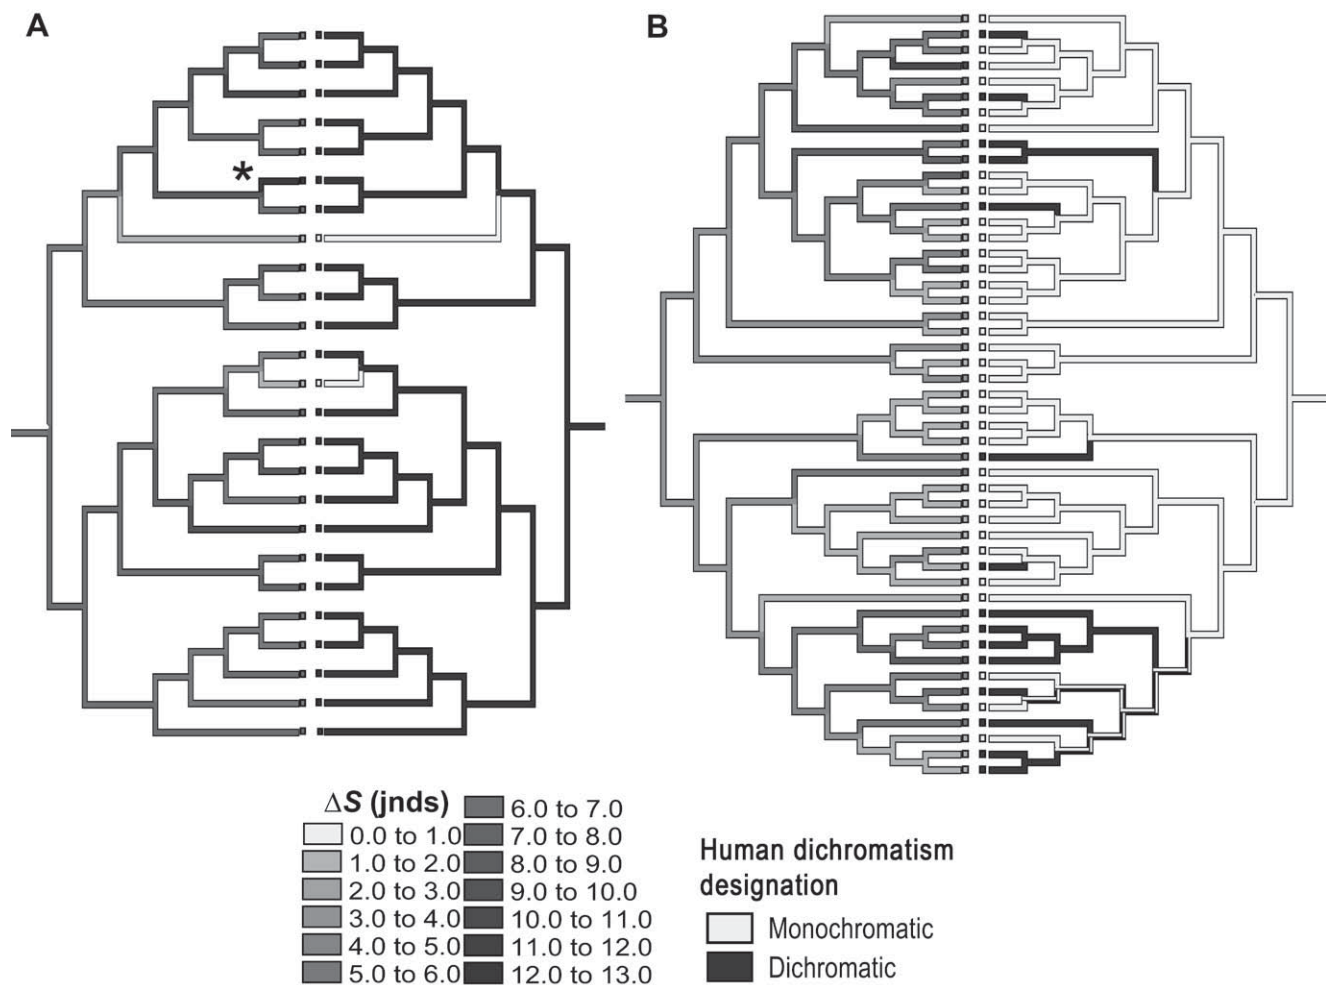 A
B
*
ΔS (jnds)
0.0 to 1.0
1.0 to 2.0
2.0 to 3.0
3.0 to 4.0
4.0 to 5.0
5.0 to 6.0
6.0 to 7.0
7.0 to 8.0
8.0 to 9.0
9.0 to 10.0
10.0 to 11.0
11.0 to 12.0
12.0 to 13.0
Human dichromatism
designation
Monochromatic
Dichromatic